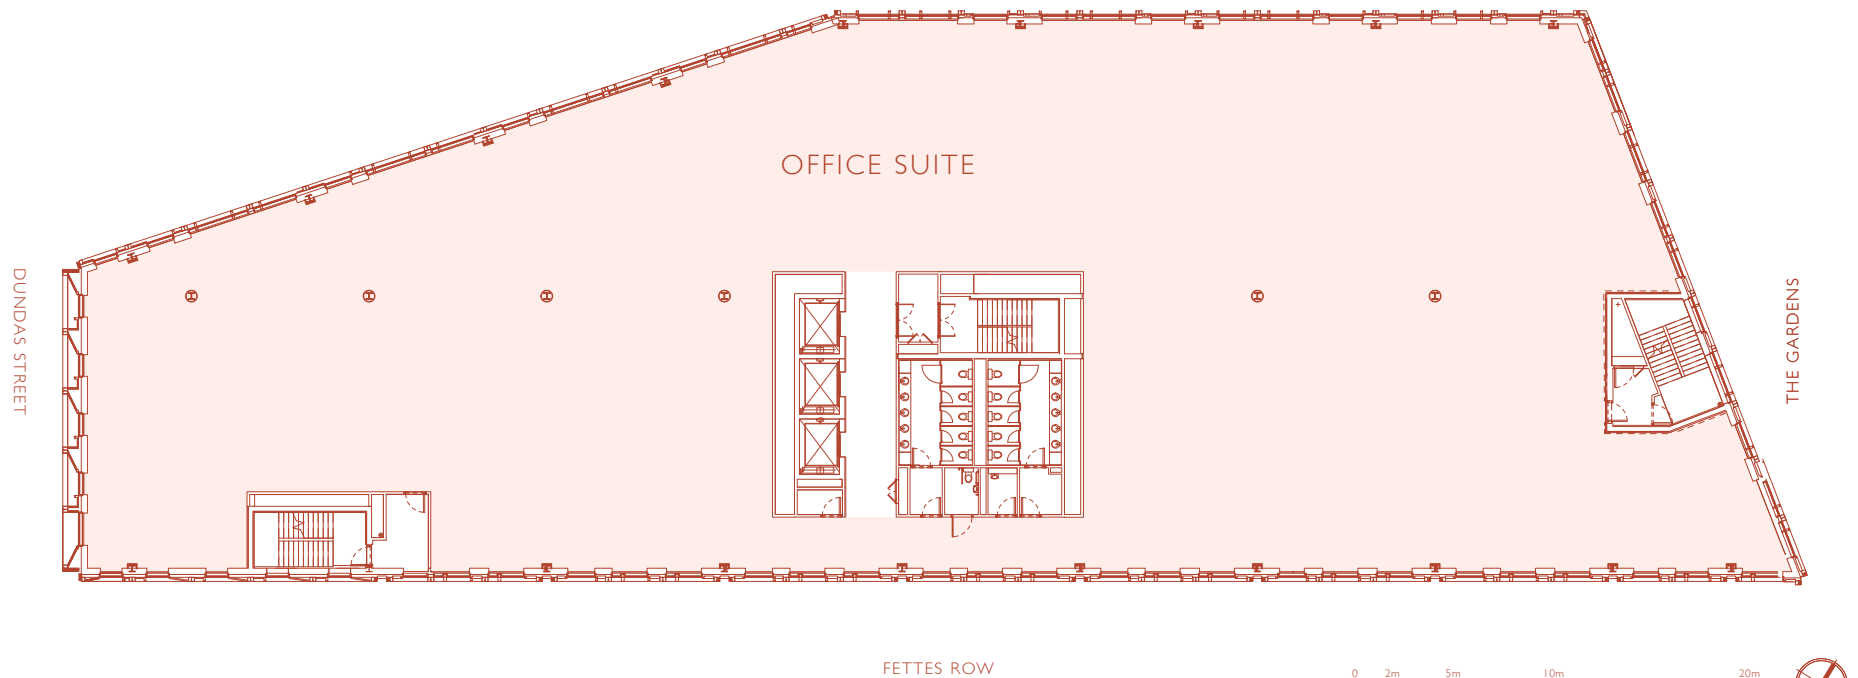 OFFICE SUITE
DUNDAS STREET
THE GARDENS
FETTES ROW
0 2m 5m 10m 20m